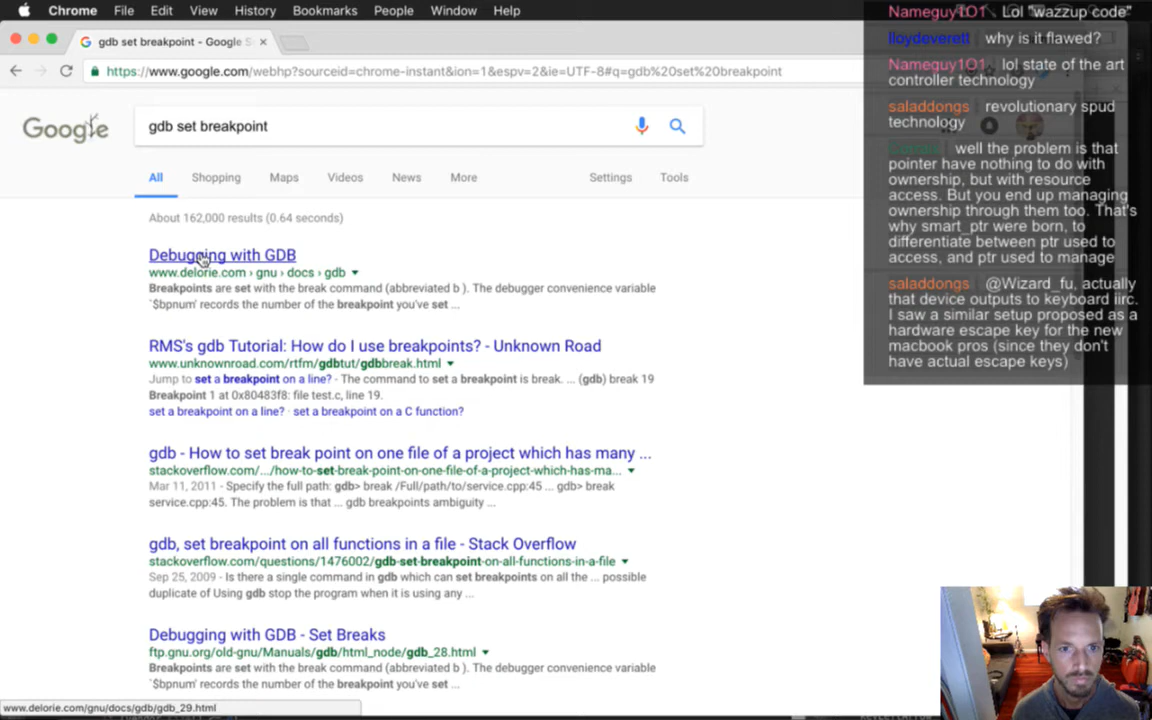 Chrome File Edit View History Bookmarks People Window Help
gdb set breakpoint - Google S
https://www.google.com/webhp?sourceid=chrome-instant&ion=1&espv=2&ie=UTF-8#q=gdb%20set%20breakpoint
Google
gdb set breakpoint
All Shopping Maps Videos News More Settings Tools
About 162,000 results (0.64 seconds)
Debugging with GDB
www.delorie.com › gnu › docs › gdb
Breakpoints are set with the break command (abbreviated b ). The debugger convenience variable
`$bpnum' records the number of the breakpoint you've set ...
RMS's gdb Tutorial: How do I use breakpoints? - Unknown Road
www.unknownroad.com/rtfm/gdbtut/gdbbreak.html
Jump to set a breakpoint on a line? - The command to set a breakpoint is break. ... (gdb) break 19
Breakpoint 1 at 0x80483f8: file test.c, line 19.
set a breakpoint on a line? · set a breakpoint on a C function?
gdb - How to set break point on one file of a project which has many ...
stackoverflow.com/.../how-to-set-break-point-on-one-file-of-a-project-which-has-ma...
Mar 11, 2011 - Specify the full path: gdb> break /Full/path/to/service.cpp:45 ... gdb> break
service.cpp:45. The problem is that ... gdb breakpoints ambiguity ...
gdb, set breakpoint on all functions in a file - Stack Overflow
stackoverflow.com/questions/1476002/gdb-set-breakpoint-on-all-functions-in-a-file
Sep 25, 2009 - Is there a single command in gdb which can set breakpoints on all the ... possible
duplicate of Using gdb stop the program when it is using any ...
Debugging with GDB - Set Breaks
ftp.gnu.org/old-gnu/Manuals/gdb/html_node/gdb_28.html
Breakpoints are set with the break command (abbreviated b ). The debugger convenience variable
`$bpnum' records the number of the breakpoint you've set ...
www.delorie.com/gnu/docs/gdb/gdb_29.html
Nameguy1O1 Lol "wazzup code"
lloydeverett why is it flawed?
Nameguy1O1 lol state of the art
controller technology
saladdongs revolutionary spud
technology
well the problem is that
pointer have nothing to do with
ownership, but with resource
access. But you end up managing
ownership through them too. That's
why smart_ptr were born, to
differentiate between ptr used to
access, and ptr used to manage
saladdongs @Wizard_fu, actually
that device outputs to keyboard iirc.
I saw a similar setup proposed as a
hardware escape key for the new
macbook pros (since they don't
have actual escape keys)